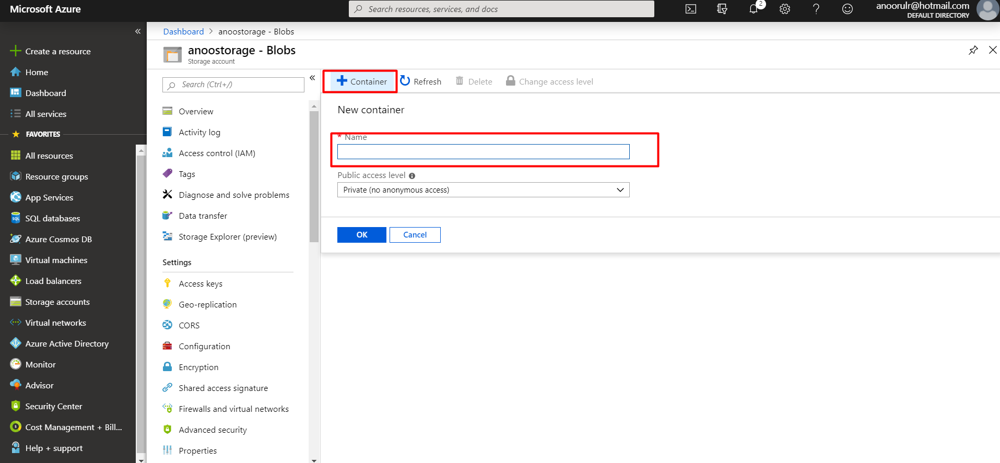 Microsoft Azure
Search resources, services, and docs
2
anoorulr@hotmail.com
DEFAULT DIRECTORY
Create a resource
Home
Dashboard
All services
FAVORITES
All resources
Resource groups
App Services
SQL databases
Azure Cosmos DB
Virtual machines
Load balancers
Storage accounts
Virtual networks
Azure Active Directory
Monitor
Advisor
Security Center
Cost Management + Bill...
Help + support
Dashboard > anoostorage - Blobs
anoostorage - Blobs
Storage account
Search (Ctrl+/)
Overview
Activity log
Access control (IAM)
Tags
Diagnose and solve problems
Data transfer
Storage Explorer (preview)
Settings
Access keys
Geo-replication
CORS
Configuration
Encryption
Shared access signature
Firewalls and virtual networks
Advanced security
Properties
Container Refresh Delete Change access level
New container
* Name
Public access level
Private (no anonymous access)
OK Cancel